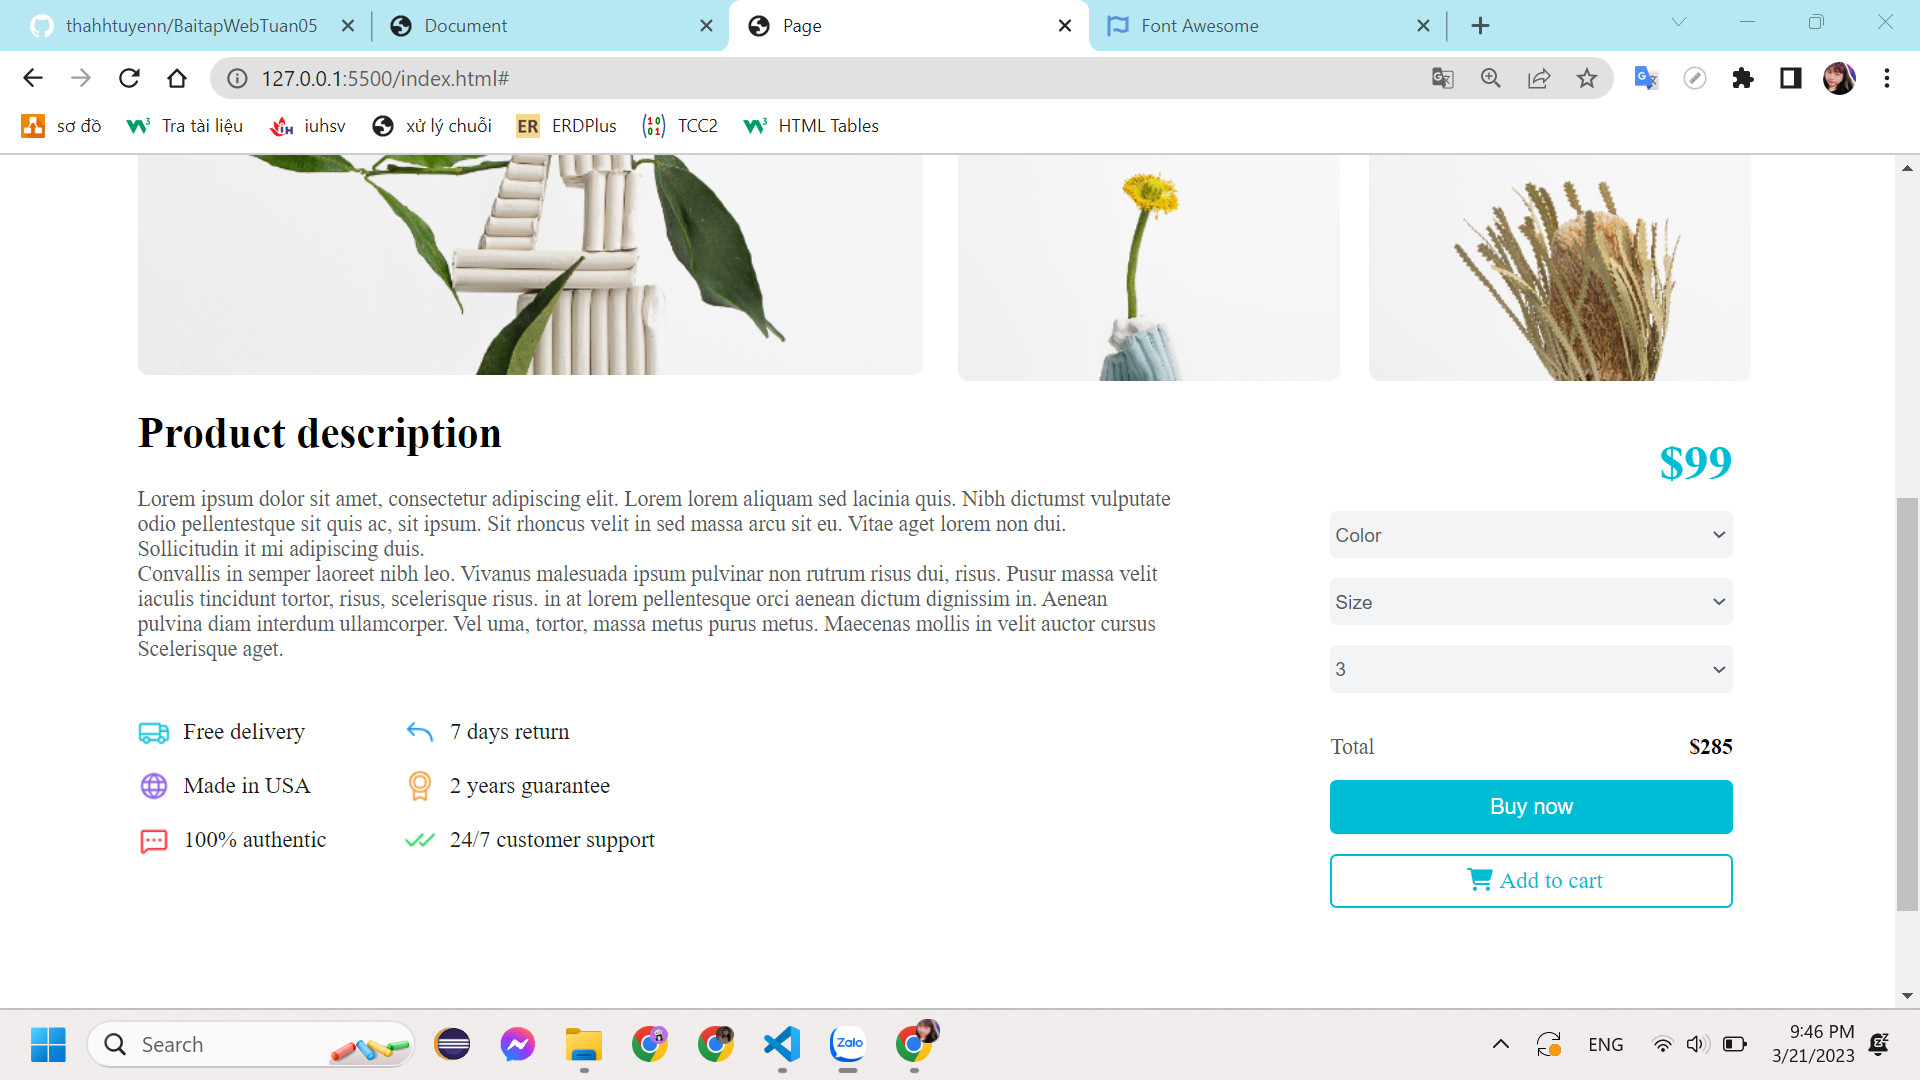 thahhtuyenn/BaitapWebTuan05
Document
Page
Font Awesome
127.0.0.1:5500/index.html#
sơ đồ
Tra tài liệu
iuhsv
xử lý chuỗi
ER ERDPlus
TCC2
HTML Tables
Product description
Lorem ipsum dolor sit amet, consectetur adipiscing elit. Lorem lorem aliquam sed lacinia quis. Nibh dictumst vulputate
odio pellentestque sit quis ac, sit ipsum. Sit rhoncus velit in sed massa arcu sit eu. Vitae aget lorem non dui.
Sollicitudin it mi adipiscing duis.
Convallis in semper laoreet nibh leo. Vivanus malesuada ipsum pulvinar non rutrum risus dui, risus. Pusur massa velit
iaculis tincidunt tortor, risus, scelerisque risus. in at lorem pellentesque orci aenean dictum dignissim in. Aenean
pulvina diam interdum ullamcorper. Vel uma, tortor, massa metus purus metus. Maecenas mollis in velit auctor cursus
Scelerisque aget.
Free delivery
7 days return
Made in USA
2 years guarantee
100% authentic
24/7 customer support
$99
Color
Size
3
Total $285
Buy now
Add to cart
Search
Zalo
ENG
9:46 PM
3/21/2023